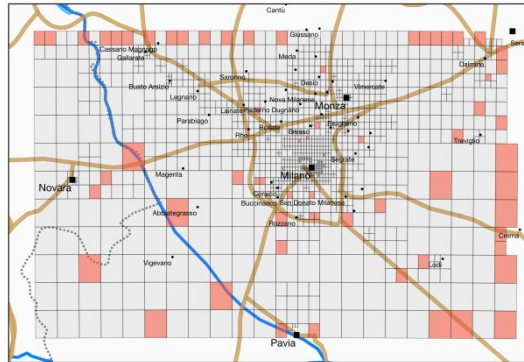 Cantù
Giussano
Cassano Magnago
Gallarate
Meda
Dalmine
Saronno
Desio
Busto Arsizio
Vimercate
Legnano
Nova Milanese
Monza
Lainate
Paderno Dugnano
Parabiago
Bollate
Brugherio
Rho
Bresso
Treviglio
Segrate
Magenta
Milano
Novara
Corsico
Buccinasco
San Donato Milanese
Abbiategrasso
Rozzano
Crema
Vigevano
Lodi
Pavia